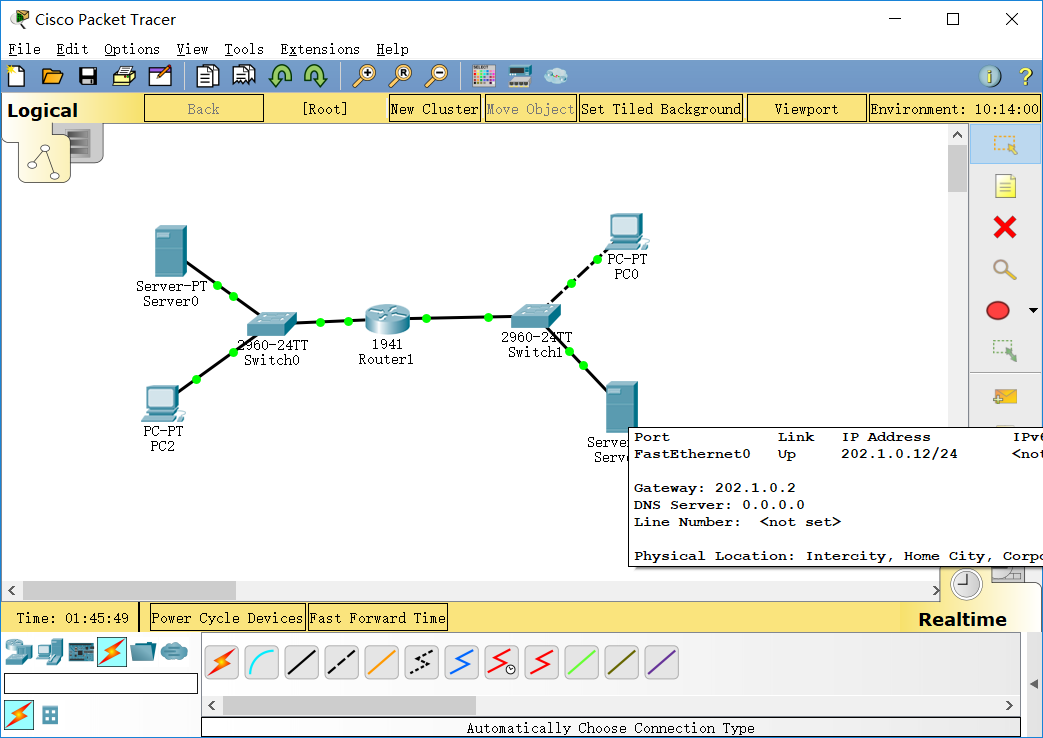 Cisco Packet Tracer
File Edit Options View Tools Extensions Help
Logical Back [Root] New Cluster Move Object Set Tiled Background Viewport Environment: 10:14:00
Server-PT
Server0
PC-PT
PC0
2960-24TT
Switch0
1941
Router1
2960-24TT
Switch1
PC-PT
PC2
Port Link IP Address
FastEthernet0 Up 202.1.0.12/24 <not
Gateway: 202.1.0.2
DNS Server: 0.0.0.0
Line Number: <not set>
Physical Location: Intercity, Home City,
Time: 01:45:49 Power Cycle Devices Fast Forward Time Realtime
Automatically Choose Connection Type